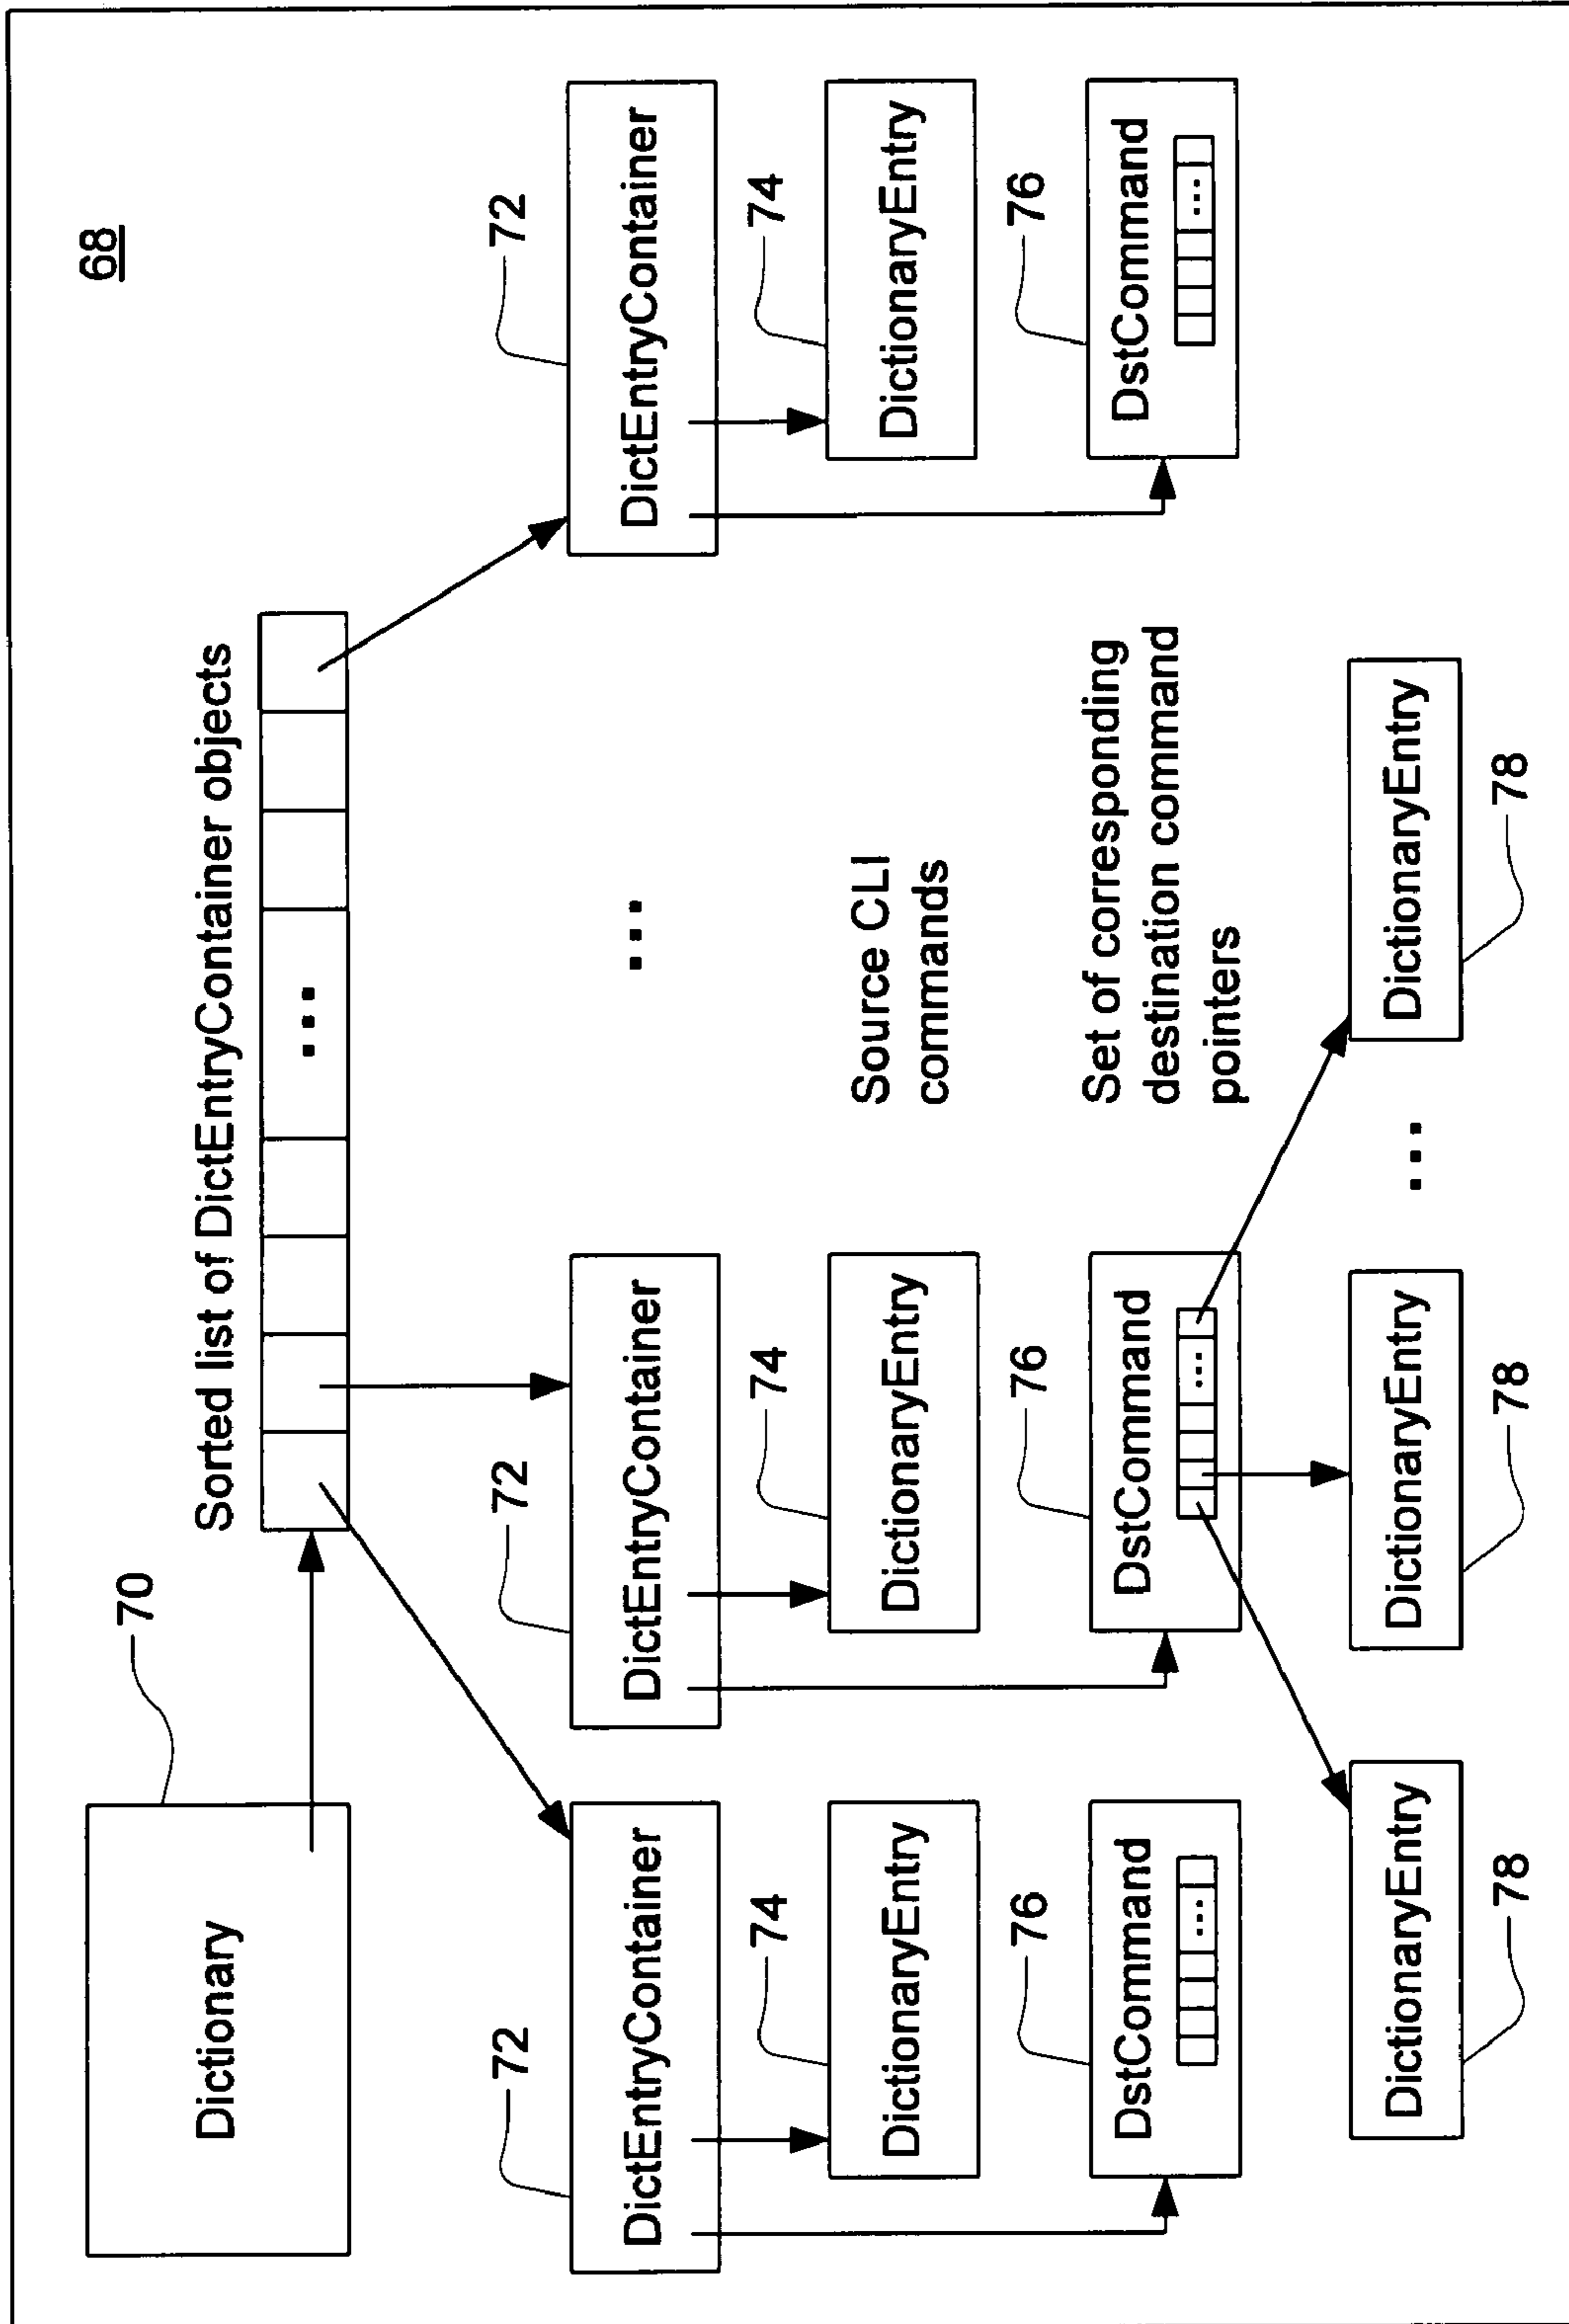 68
70
Dictionary
Sorted list of DictEntryContainer objects
...
72
72
72
DictEntryContainer
DictEntryContainer
...
DictEntryContainer
74
74
74
DictionaryEntry
DictionaryEntry
Source CLI
commands
DictionaryEntry
76
76
76
DstCommand
DstCommand
Set of corresponding
destination command
pointers
DstCommand
...
...
...
DictionaryEntry
DictionaryEntry
...
DictionaryEntry
78
78
78